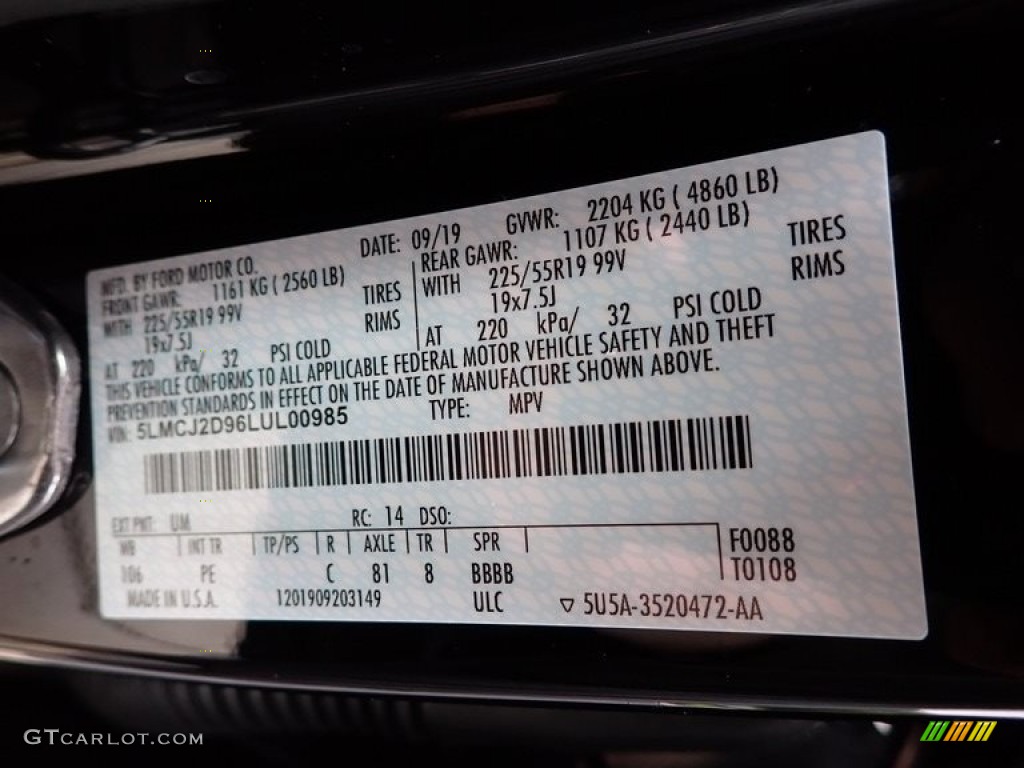 MFD. BY FORD MOTOR CO. DATE: 09/19 GVWR: 2204 KG ( 4860 LB)
FRONT GAWR: 1161 KG ( 2560 LB) REAR GAWR: 1107 KG ( 2440 LB)
WITH 225/55R19 99V TIRES WITH 225/55R19 99V TIRES
19x7.5J RIMS 19x7.5J RIMS
AT 220 kPa/ 32 PSI COLD AT 220 kPa/ 32 PSI COLD
THIS VEHICLE CONFORMS TO ALL APPLICABLE FEDERAL MOTOR VEHICLE SAFETY AND THEFT
PREVENTION STANDARDS IN EFFECT ON THE DATE OF MANUFACTURE SHOWN ABOVE.
VIN: 5LMCJ2D96LUL00985 TYPE: MPV
EXT PNT: UM RC: 14 DSO:
WB INT TR TP/PS R AXLE TR SPR F0088
106 PE C 81 8 BBBB T0108
MADE IN U.S.A. 1201909203149 ULC ▽ 5U5A-3520472-AA
GTCARLOT.COM